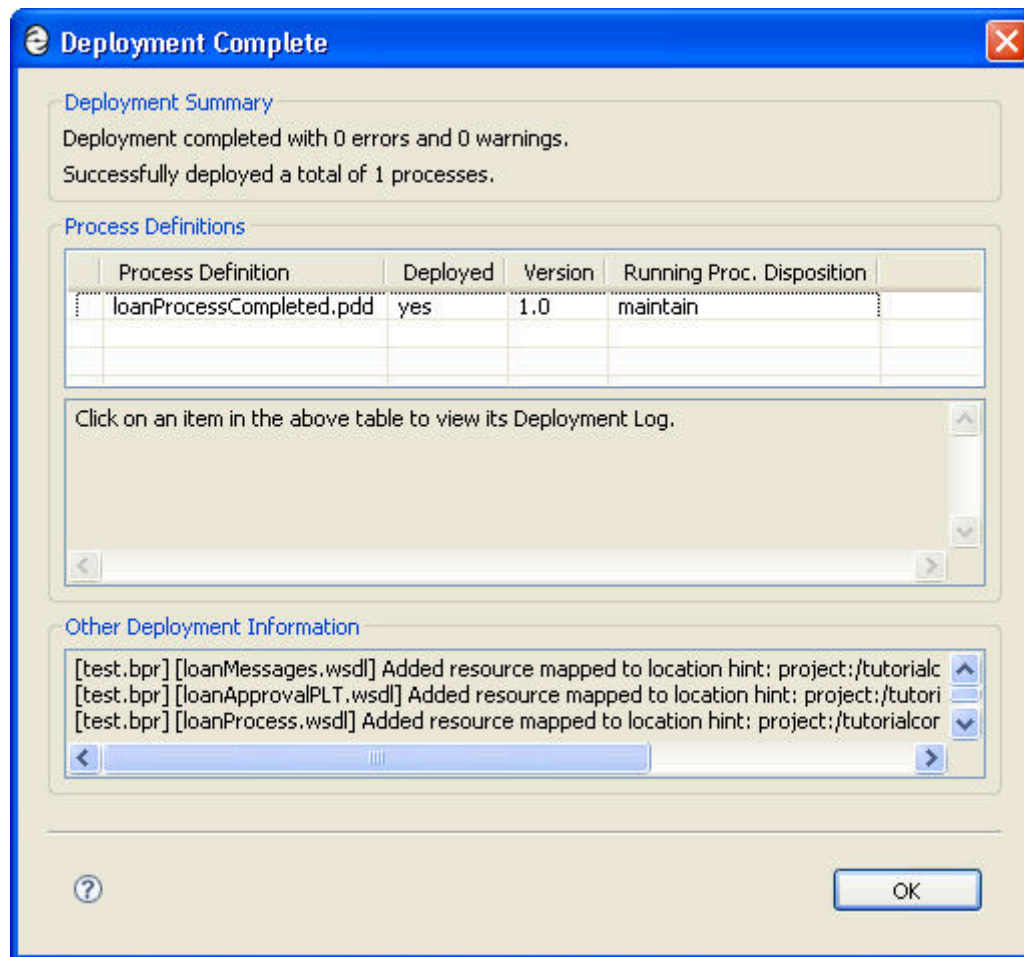 Deployment Complete
Deployment Summary
Deployment completed with 0 errors and 0 warnings.
Successfully deployed a total of 1 processes.
Process Definitions
Process Definition Deployed Version Running Proc. Disposition
loanProcessCompleted.pdd yes 1.0 maintain
Click on an item in the above table to view its Deployment Log.
Other Deployment Information
[test.bpr] [loanMessages.wsdl] Added resource mapped to location hint: project:/tutorialc
[test.bpr] [loanApprovalPLT.wsdl] Added resource mapped to location hint: project:/tutori
[test.bpr] [loanProcess.wsdl] Added resource mapped to location hint: project:/tutorialcor
?
OK